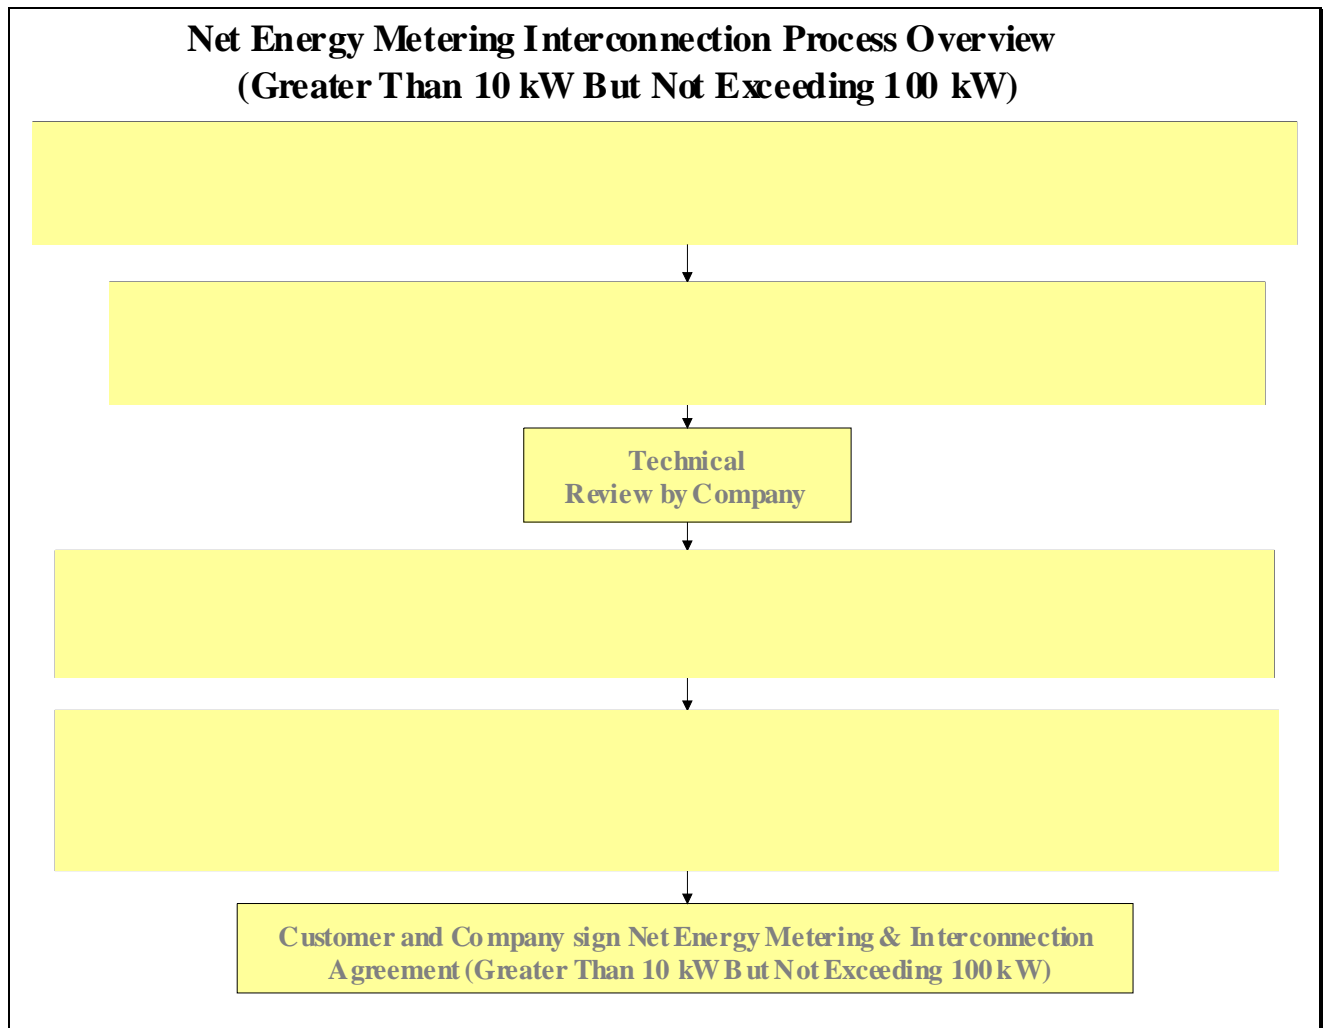 Net Energy Metering Interconnection Process Overview
(Greater Than 10 kW But Not Exceeding 100 kW)
Technical
Review by Company
Customer and Company sign Net Energy Metering & Interconnection
Agreement (Greater Than 10 kW But Not Exceeding 100 kW)